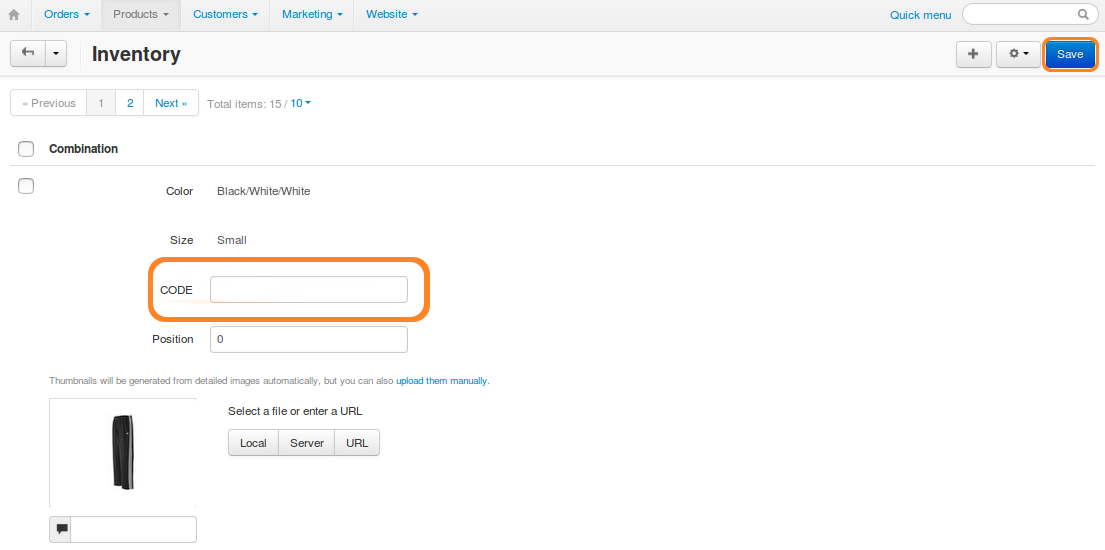 Orders Products Customers Marketing Website Quick menu
Inventory Save
« Previous 1 2 Next » Total items: 15 / 10
Combination
Color Black/White/White
Size Small
CODE
Position 0
Thumbnails will be generated from detailed images automatically, but you can also upload them manually.
Select a file or enter a URL
Local Server URL